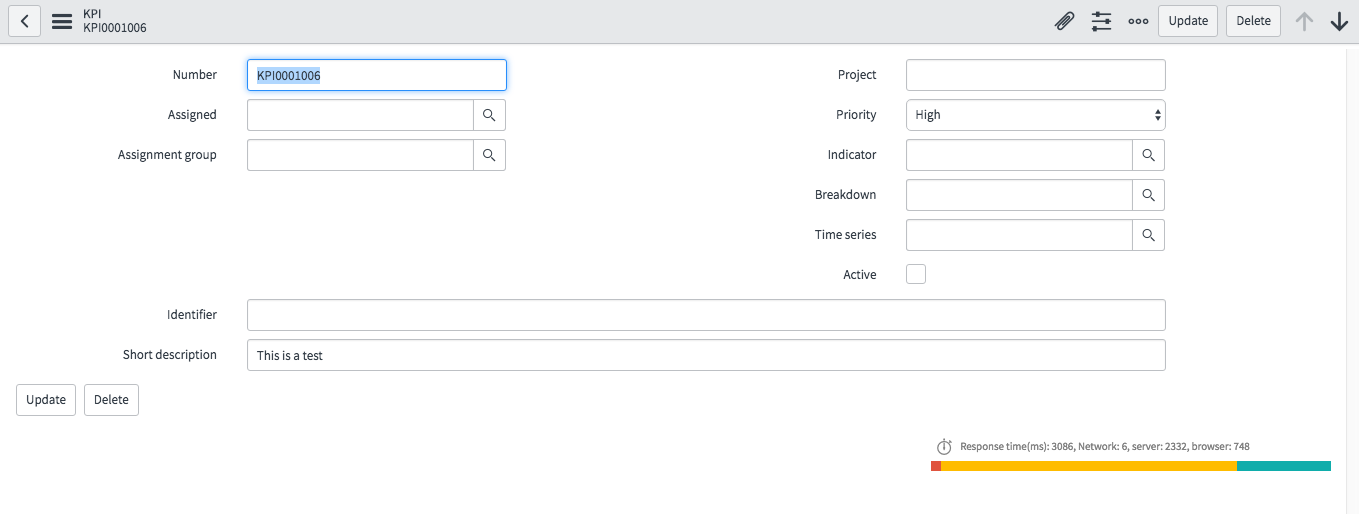 KPI
KPI0001006
Update
Delete
Number
KPI0001006
Project
Assigned
Priority
High
Assignment group
Indicator
Breakdown
Time series
Active
Identifier
Short description
This is a test
Update
Delete
Response time(ms): 3086, Network: 6, server: 2332, browser: 748